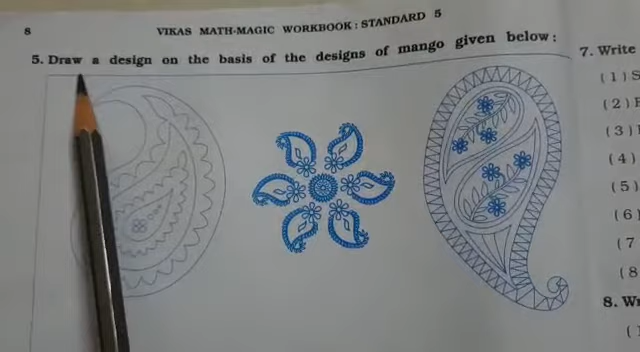 8
VIKAS MATH-MAGIC WORKBOOK : STANDARD 5
5. Draw a design on the basis of the designs of mango given below :
7. Write
(1) S
(2)
(3)
(4)
(5)
(6)
(7
(8
8. Wr
(